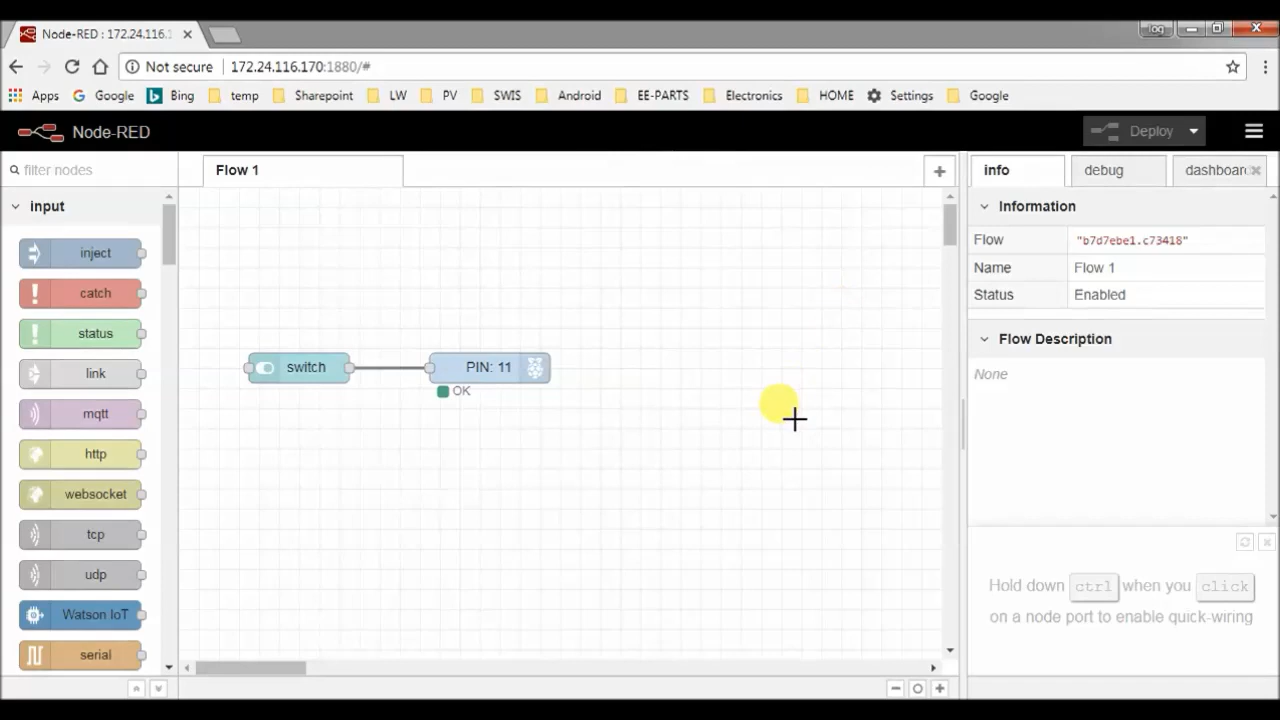 Node-RED : 172.24.116.1
log
Not secure 172.24.116.170:1880/#
Apps Google Bing temp Sharepoint LW PV SWIS Android EE-PARTS Electronics HOME Settings Google
Node-RED
Deploy
filter nodes
Flow 1
info debug dashboard
input
inject
catch
status
link
mqtt
http
websocket
tcp
udp
Watson IoT
serial
switch
PIN: 11
OK
Information
Flow "b7d7ebe1.c73418"
Name Flow 1
Status Enabled
Flow Description
None
Hold down ctrl when you click
on a node port to enable quick-wiring